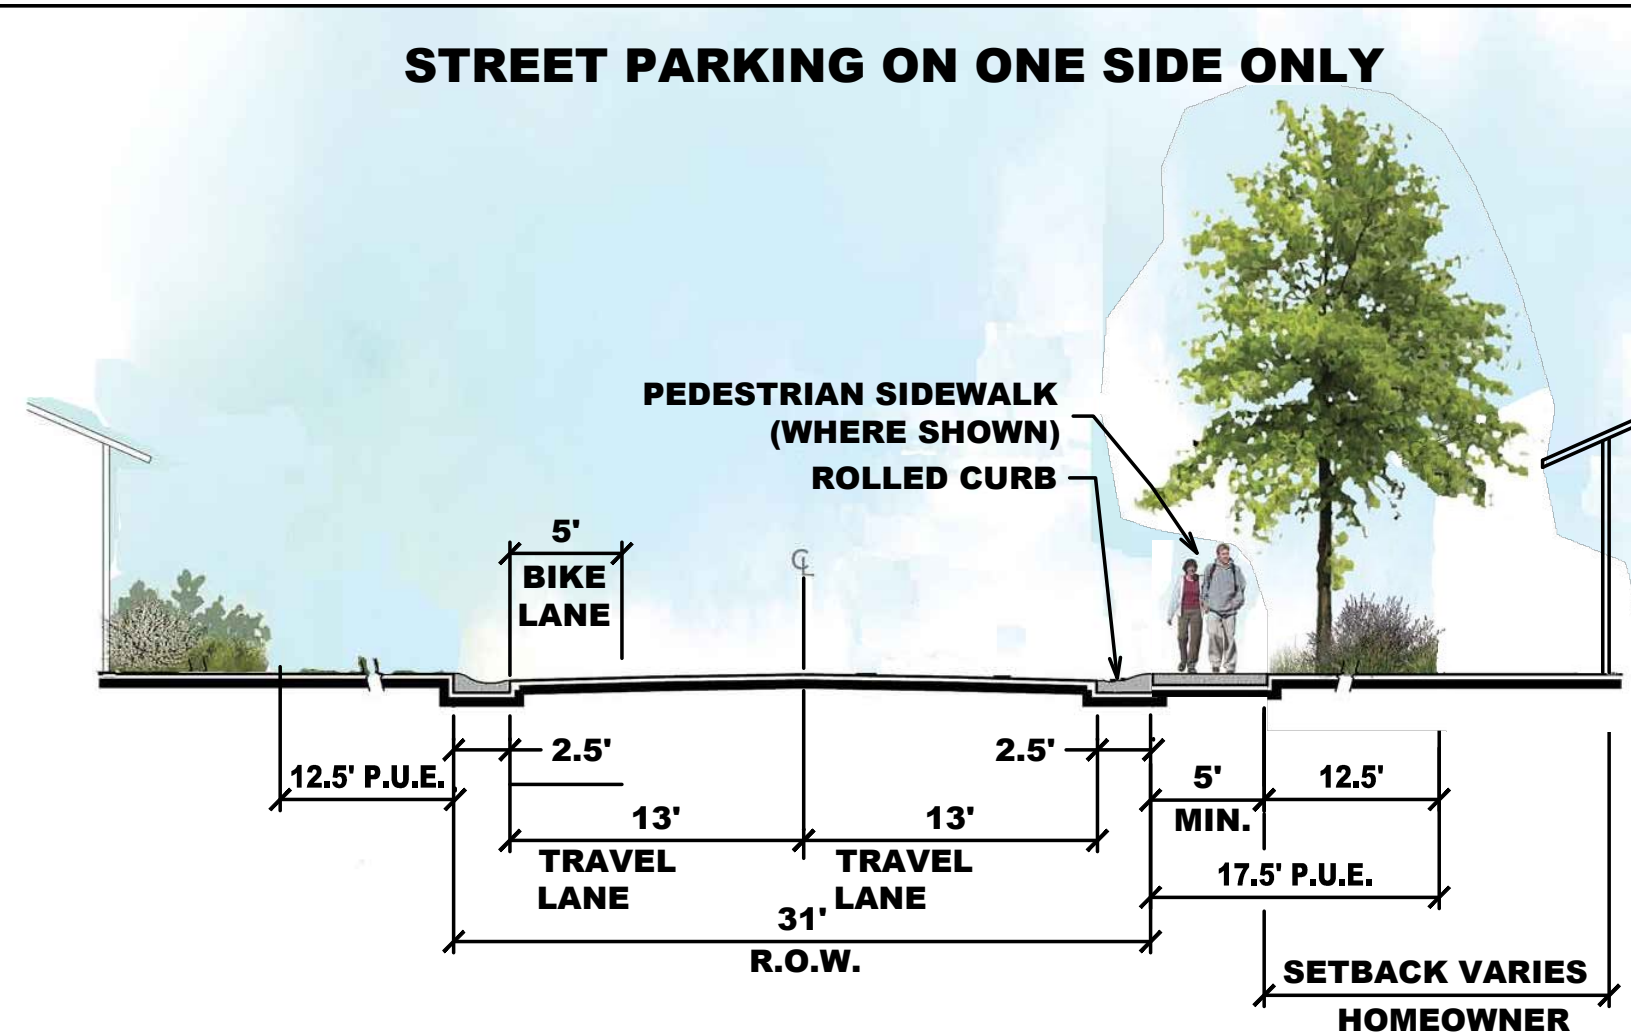 STREET PARKING ON ONE SIDE ONLY
PEDESTRIAN SIDEWALK
(WHERE SHOWN)
ROLLED CURB
5'
BIKE
LANE
CL
2.5'
2.5'
12.5' P.U.E.
5'
MIN.
12.5'
13'
TRAVEL
LANE
13'
TRAVEL
LANE
17.5' P.U.E.
31'
R.O.W.
SETBACK VARIES
HOMEOWNER